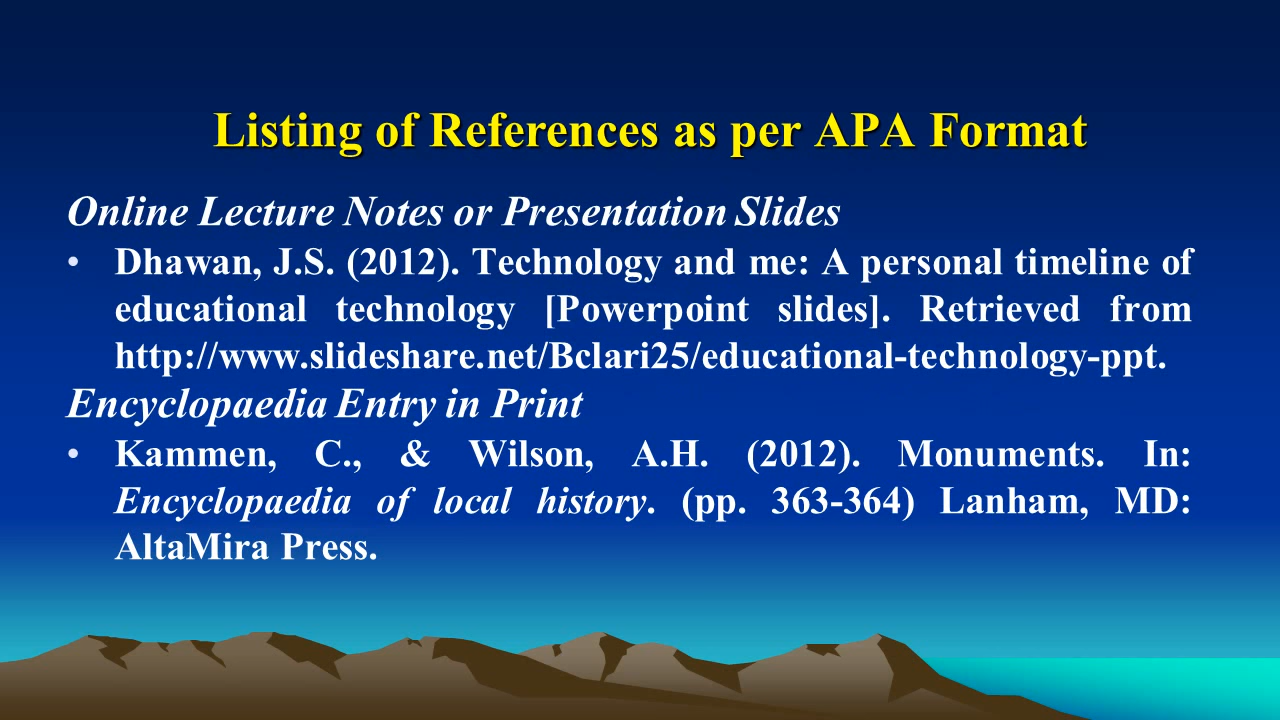 Listing of References as per APA Format
Online Lecture Notes or Presentation Slides
• Dhawan, J.S. (2012). Technology and me: A personal timeline of
educational technology [Powerpoint slides]. Retrieved from
http://www.slideshare.net/Bclari25/educational-technology-ppt.
Encyclopaedia Entry in Print
• Kammen, C., & Wilson, A.H. (2012). Monuments. In:
Encyclopaedia of local history. (pp. 363-364) Lanham, MD:
AltaMira Press.